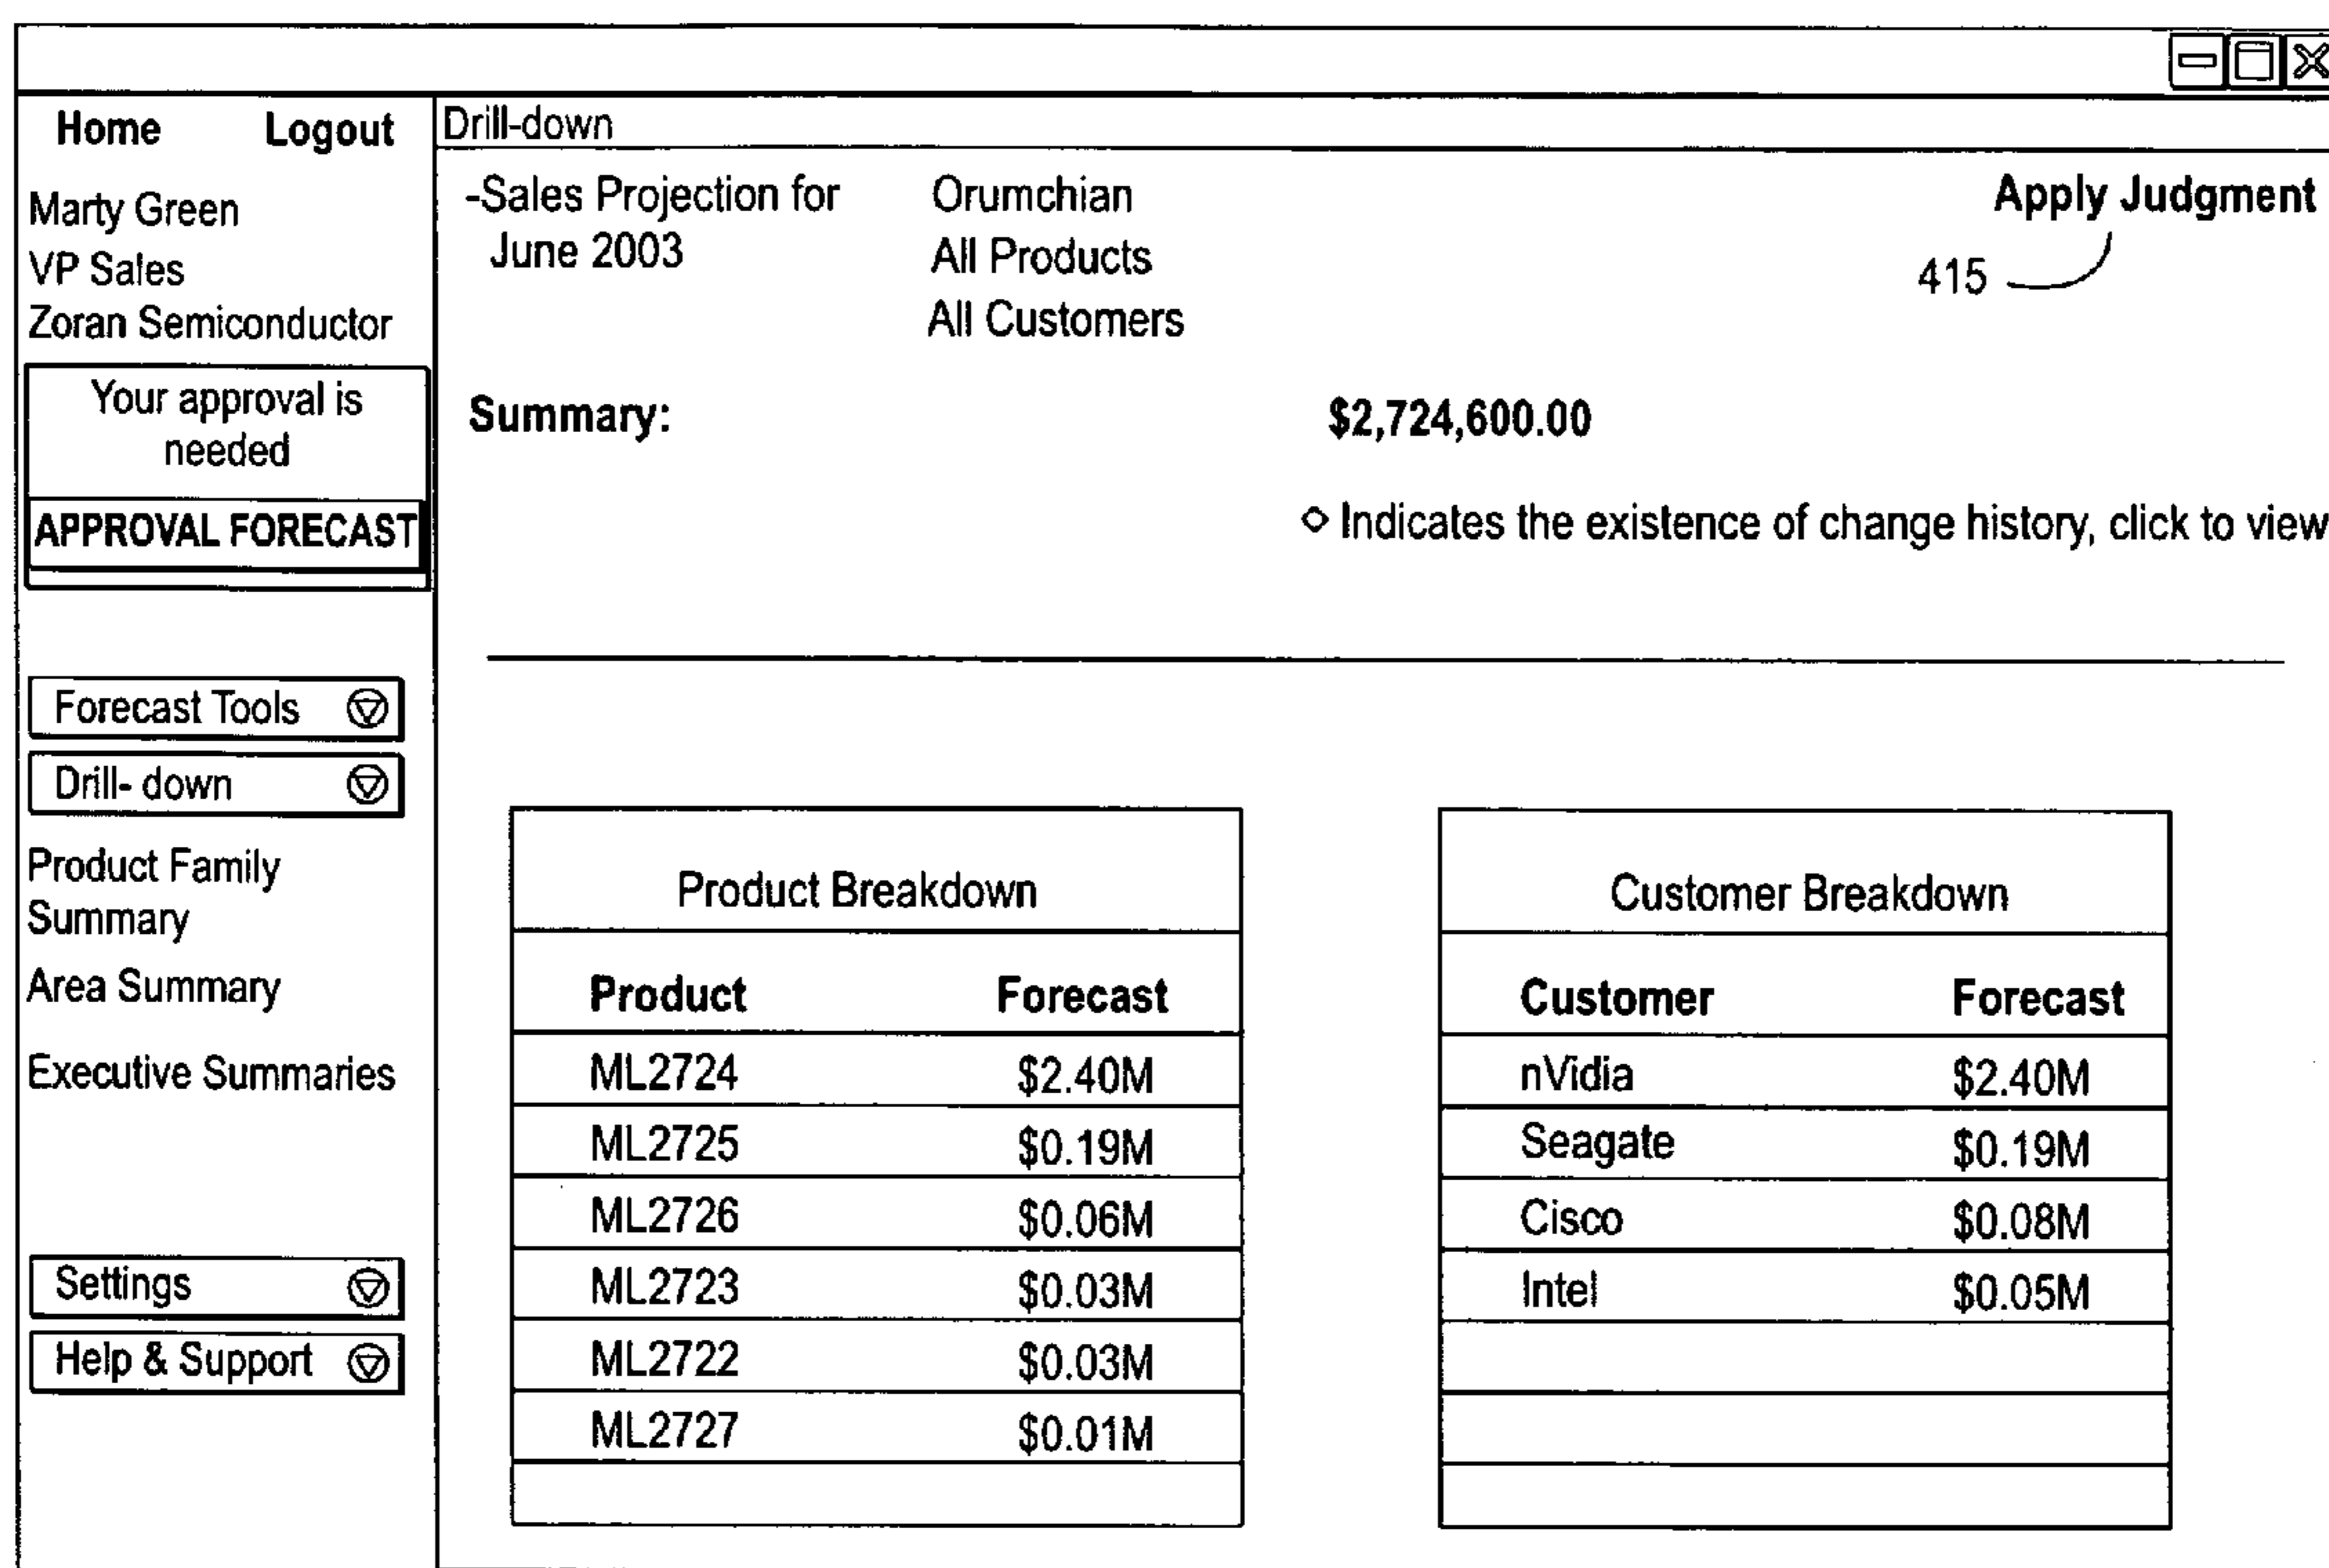 Home Logout
Marty Green
VP Sales
Zoran Semiconductor
Your approval is
needed
APPROVAL FORECAST
Forecast Tools
Drill- down
Product Family
Summary
Area Summary
Executive Summaries
Settings
Help & Support
Drill-down
-Sales Projection for
June 2003
Orumchian
All Products
All Customers
Apply Judgment
415
Summary: $2,724,600.00
◇ Indicates the existence of change history, click to view
Product Breakdown
Product Forecast
ML2724 $2.40M
ML2725 $0.19M
ML2726 $0.06M
ML2723 $0.03M
ML2722 $0.03M
ML2727 $0.01M
Customer Breakdown
Customer Forecast
nVidia $2.40M
Seagate $0.19M
Cisco $0.08M
Intel $0.05M